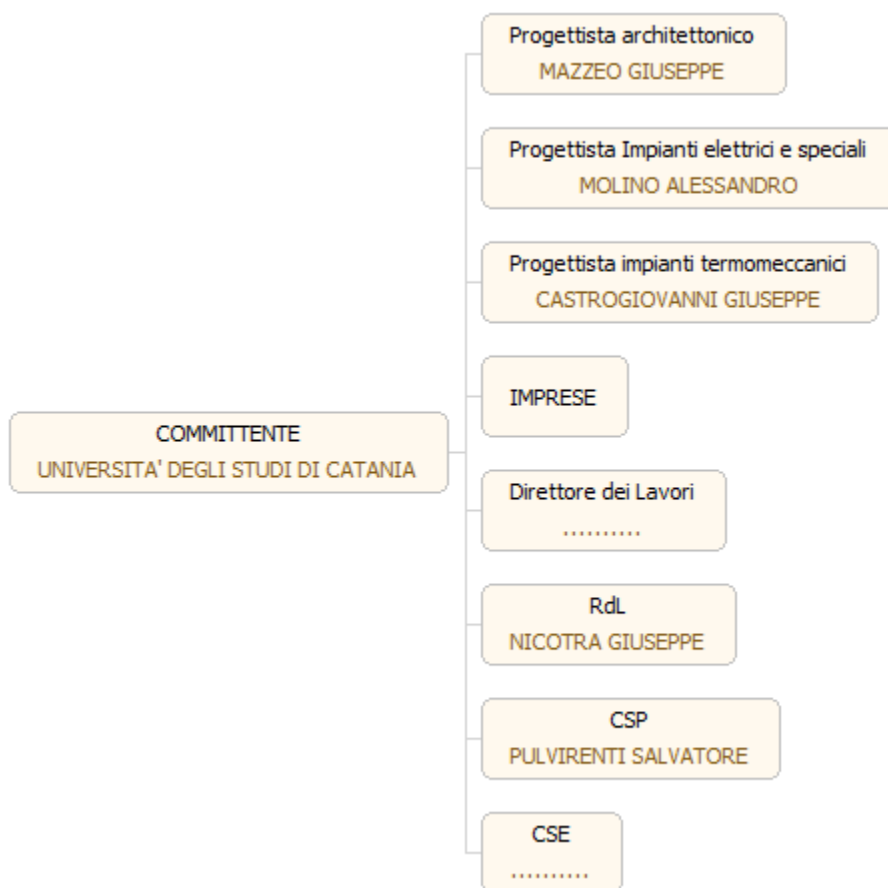 Progettista architettonico
MAZZEO GIUSEPPE
Progettista Impianti elettrici e speciali
MOLINO ALESSANDRO
Progettista impianti termomeccanici
CASTROGIOVANNI GIUSEPPE
IMPRESE
COMMITTENTE
UNIVERSITA' DEGLI STUDI DI CATANIA
Direttore dei Lavori
..........
RdL
NICOTRA GIUSEPPE
CSP
PULVIRENTI SALVATORE
CSE
..........